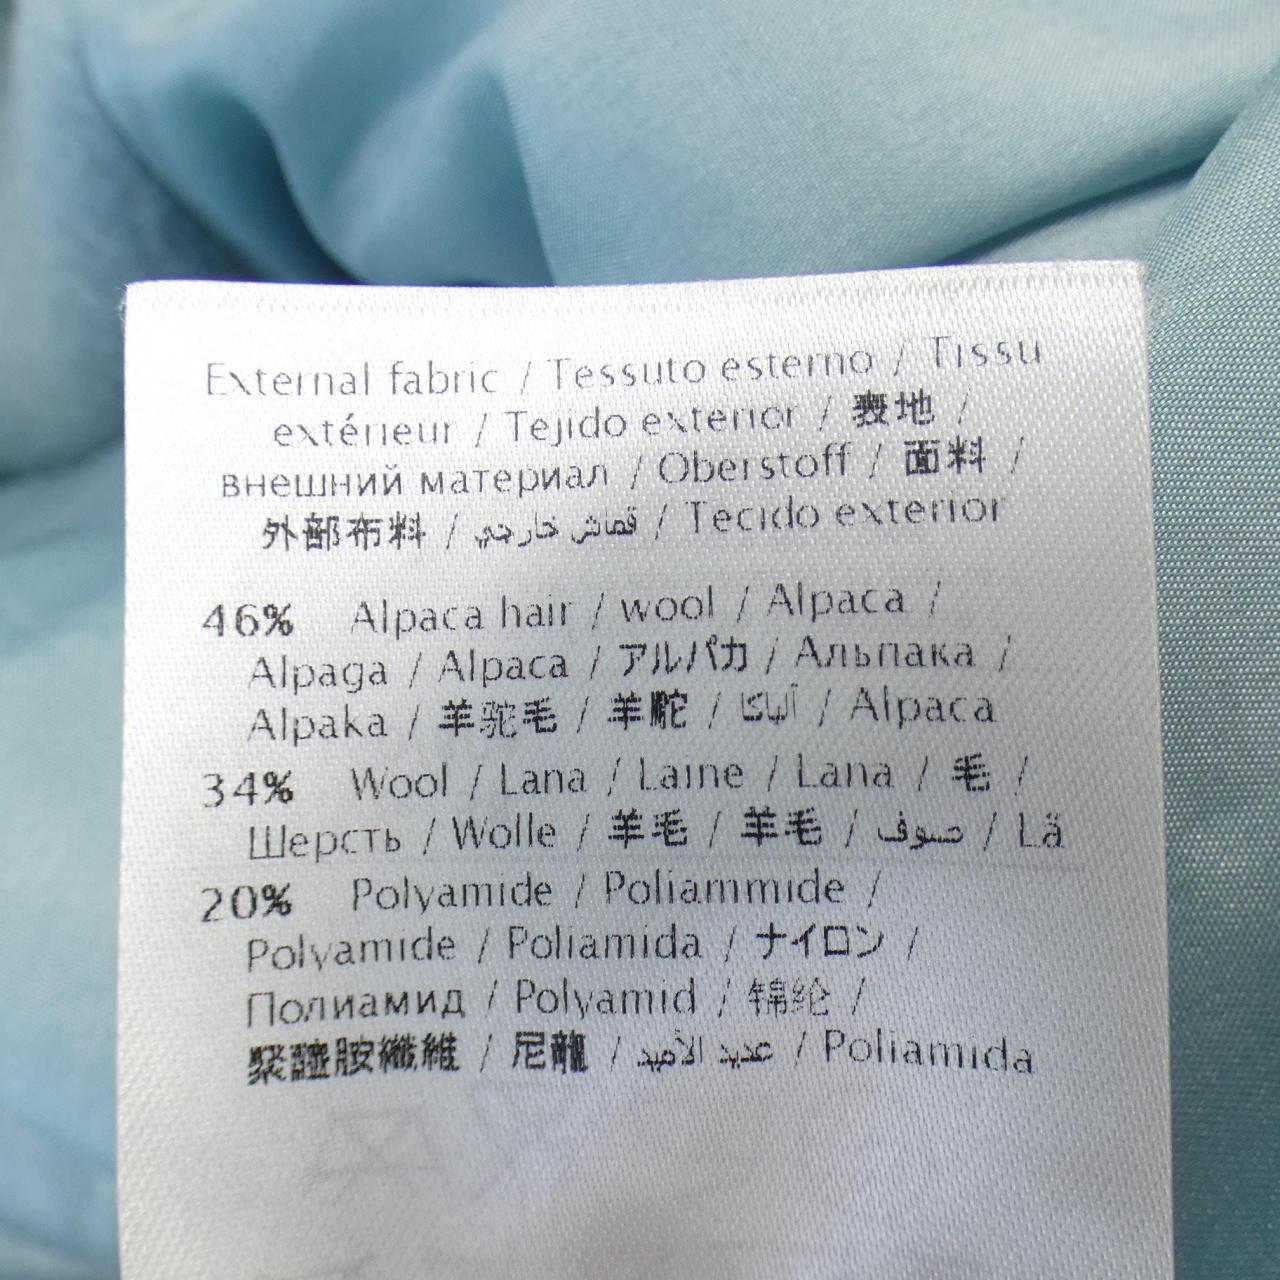 External fabric / Tessuto esterno / Tissu
extérieur / Tejido exterior / 表地 /
внешний материал / Oberstoff / 面料 /
外部布料 / قماش خارجي / Tecido exterior
46% Alpaca hair / wool / Alpaca /
Alpaga / Alpaca / アルパカ / Альпака /
Alpaka / 羊驼毛 / 羊駝 / ألبكا / Alpaca
34% Wool / Lana / Laine / Lana / 毛 /
Шерсть / Wolle / 羊毛 / 羊毛 / صوف / Lã
20% Polyamide / Poliammide /
Polyamide / Poliamida / ナイロン /
Полиамид / Polyamid / 锦纶 /
聚醯胺纖維 / 尼龍 / عديد الأميد / Poliamida